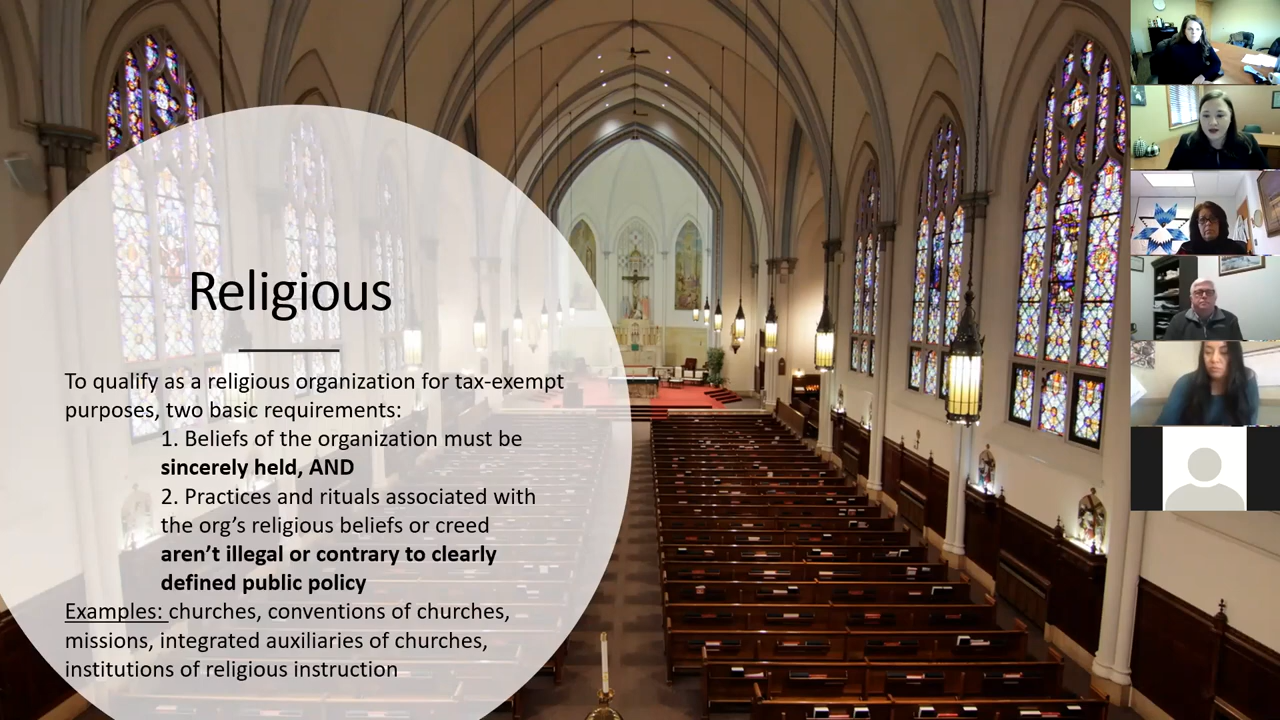 Religious
To qualify as a religious organization for tax-exempt
purposes, two basic requirements:
1. Beliefs of the organization must be
sincerely held, AND
2. Practices and rituals associated with
the org’s religious beliefs or creed
aren’t illegal or contrary to clearly
defined public policy
Examples: churches, conventions of churches,
missions, integrated auxiliaries of churches,
institutions of religious instruction